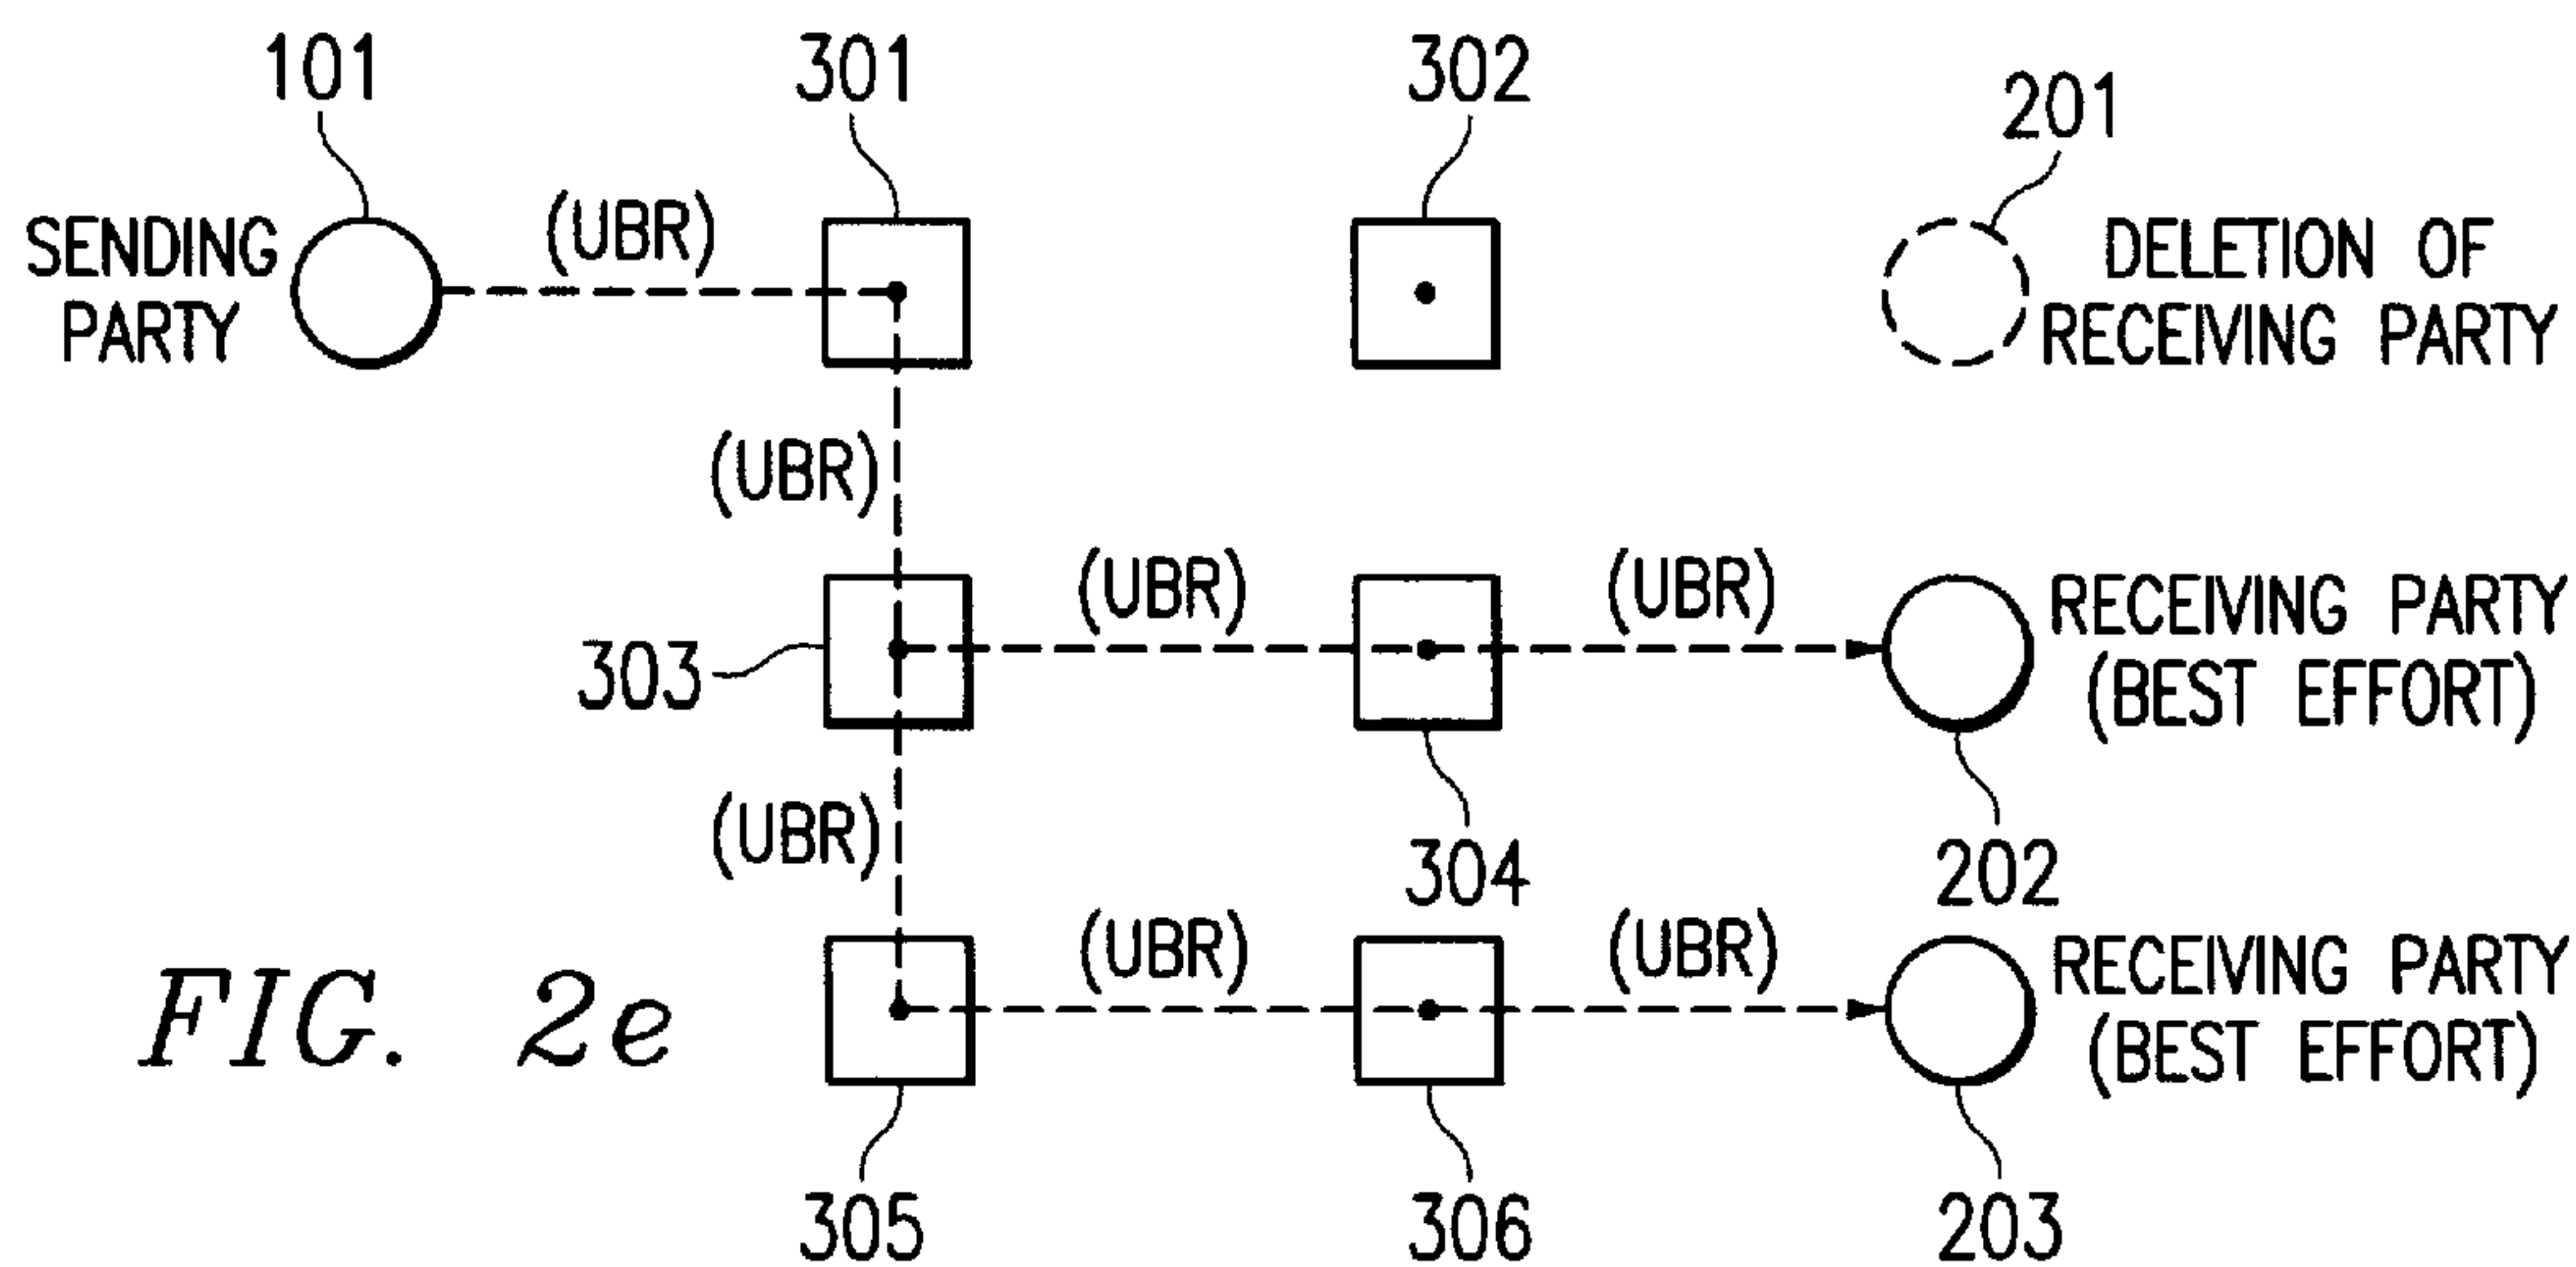 101
301
302
201
SENDING
PARTY
(UBR)
DELETION OF
RECEIVING PARTY
(UBR)
303
(UBR)
(UBR)
RECEIVING PARTY
(BEST EFFORT)
(UBR)
304
202
(UBR)
(UBR)
RECEIVING PARTY
(BEST EFFORT)
FIG. 2e
305
306
203